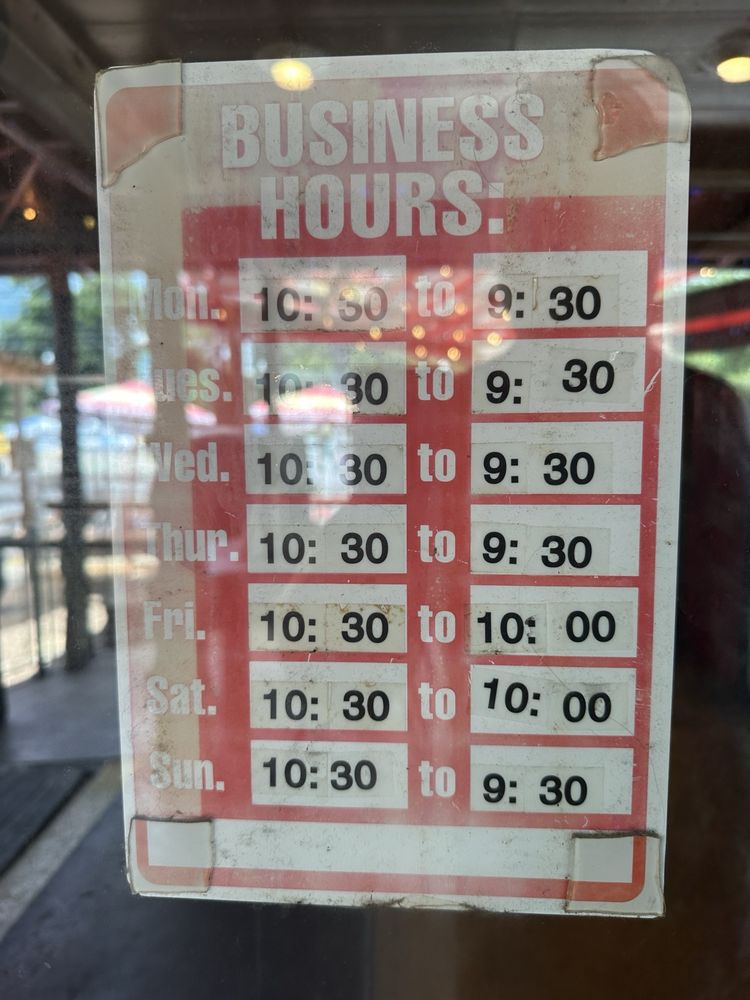 BUSINESS
HOURS:
Mon. 10: 30 to 9: 30
Tues. 10: 30 to 9: 30
Wed. 10: 30 to 9: 30
Thur. 10: 30 to 9: 30
Fri. 10: 30 to 10: 00
Sat. 10: 30 to 10: 00
Sun. 10: 30 to 9: 30